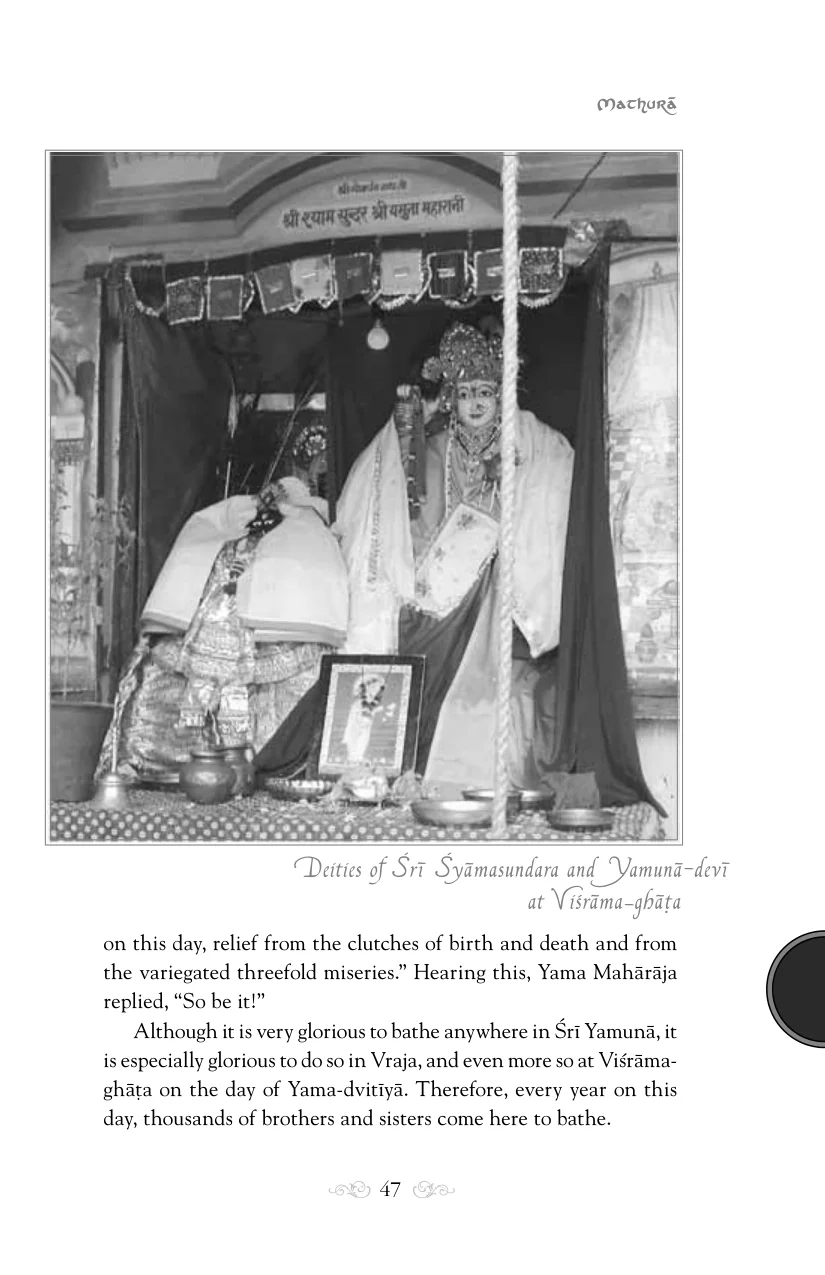 Mathurā
श्री श्याम सुन्दर श्री यमुना महारानी
Deities of Śrī Śyāmasundara and Yamunā-devī
at Viśrāma-ghāṭa
on this day, relief from the clutches of birth and death and from
the variegated threefold miseries.” Hearing this, Yama Mahārāja
replied, “So be it!”
Although it is very glorious to bathe anywhere in Śrī Yamunā, it
is especially glorious to do so in Vraja, and even more so at Viśrāma-
ghāṭa on the day of Yama-dvitīyā. Therefore, every year on this
day, thousands of brothers and sisters come here to bathe.
47